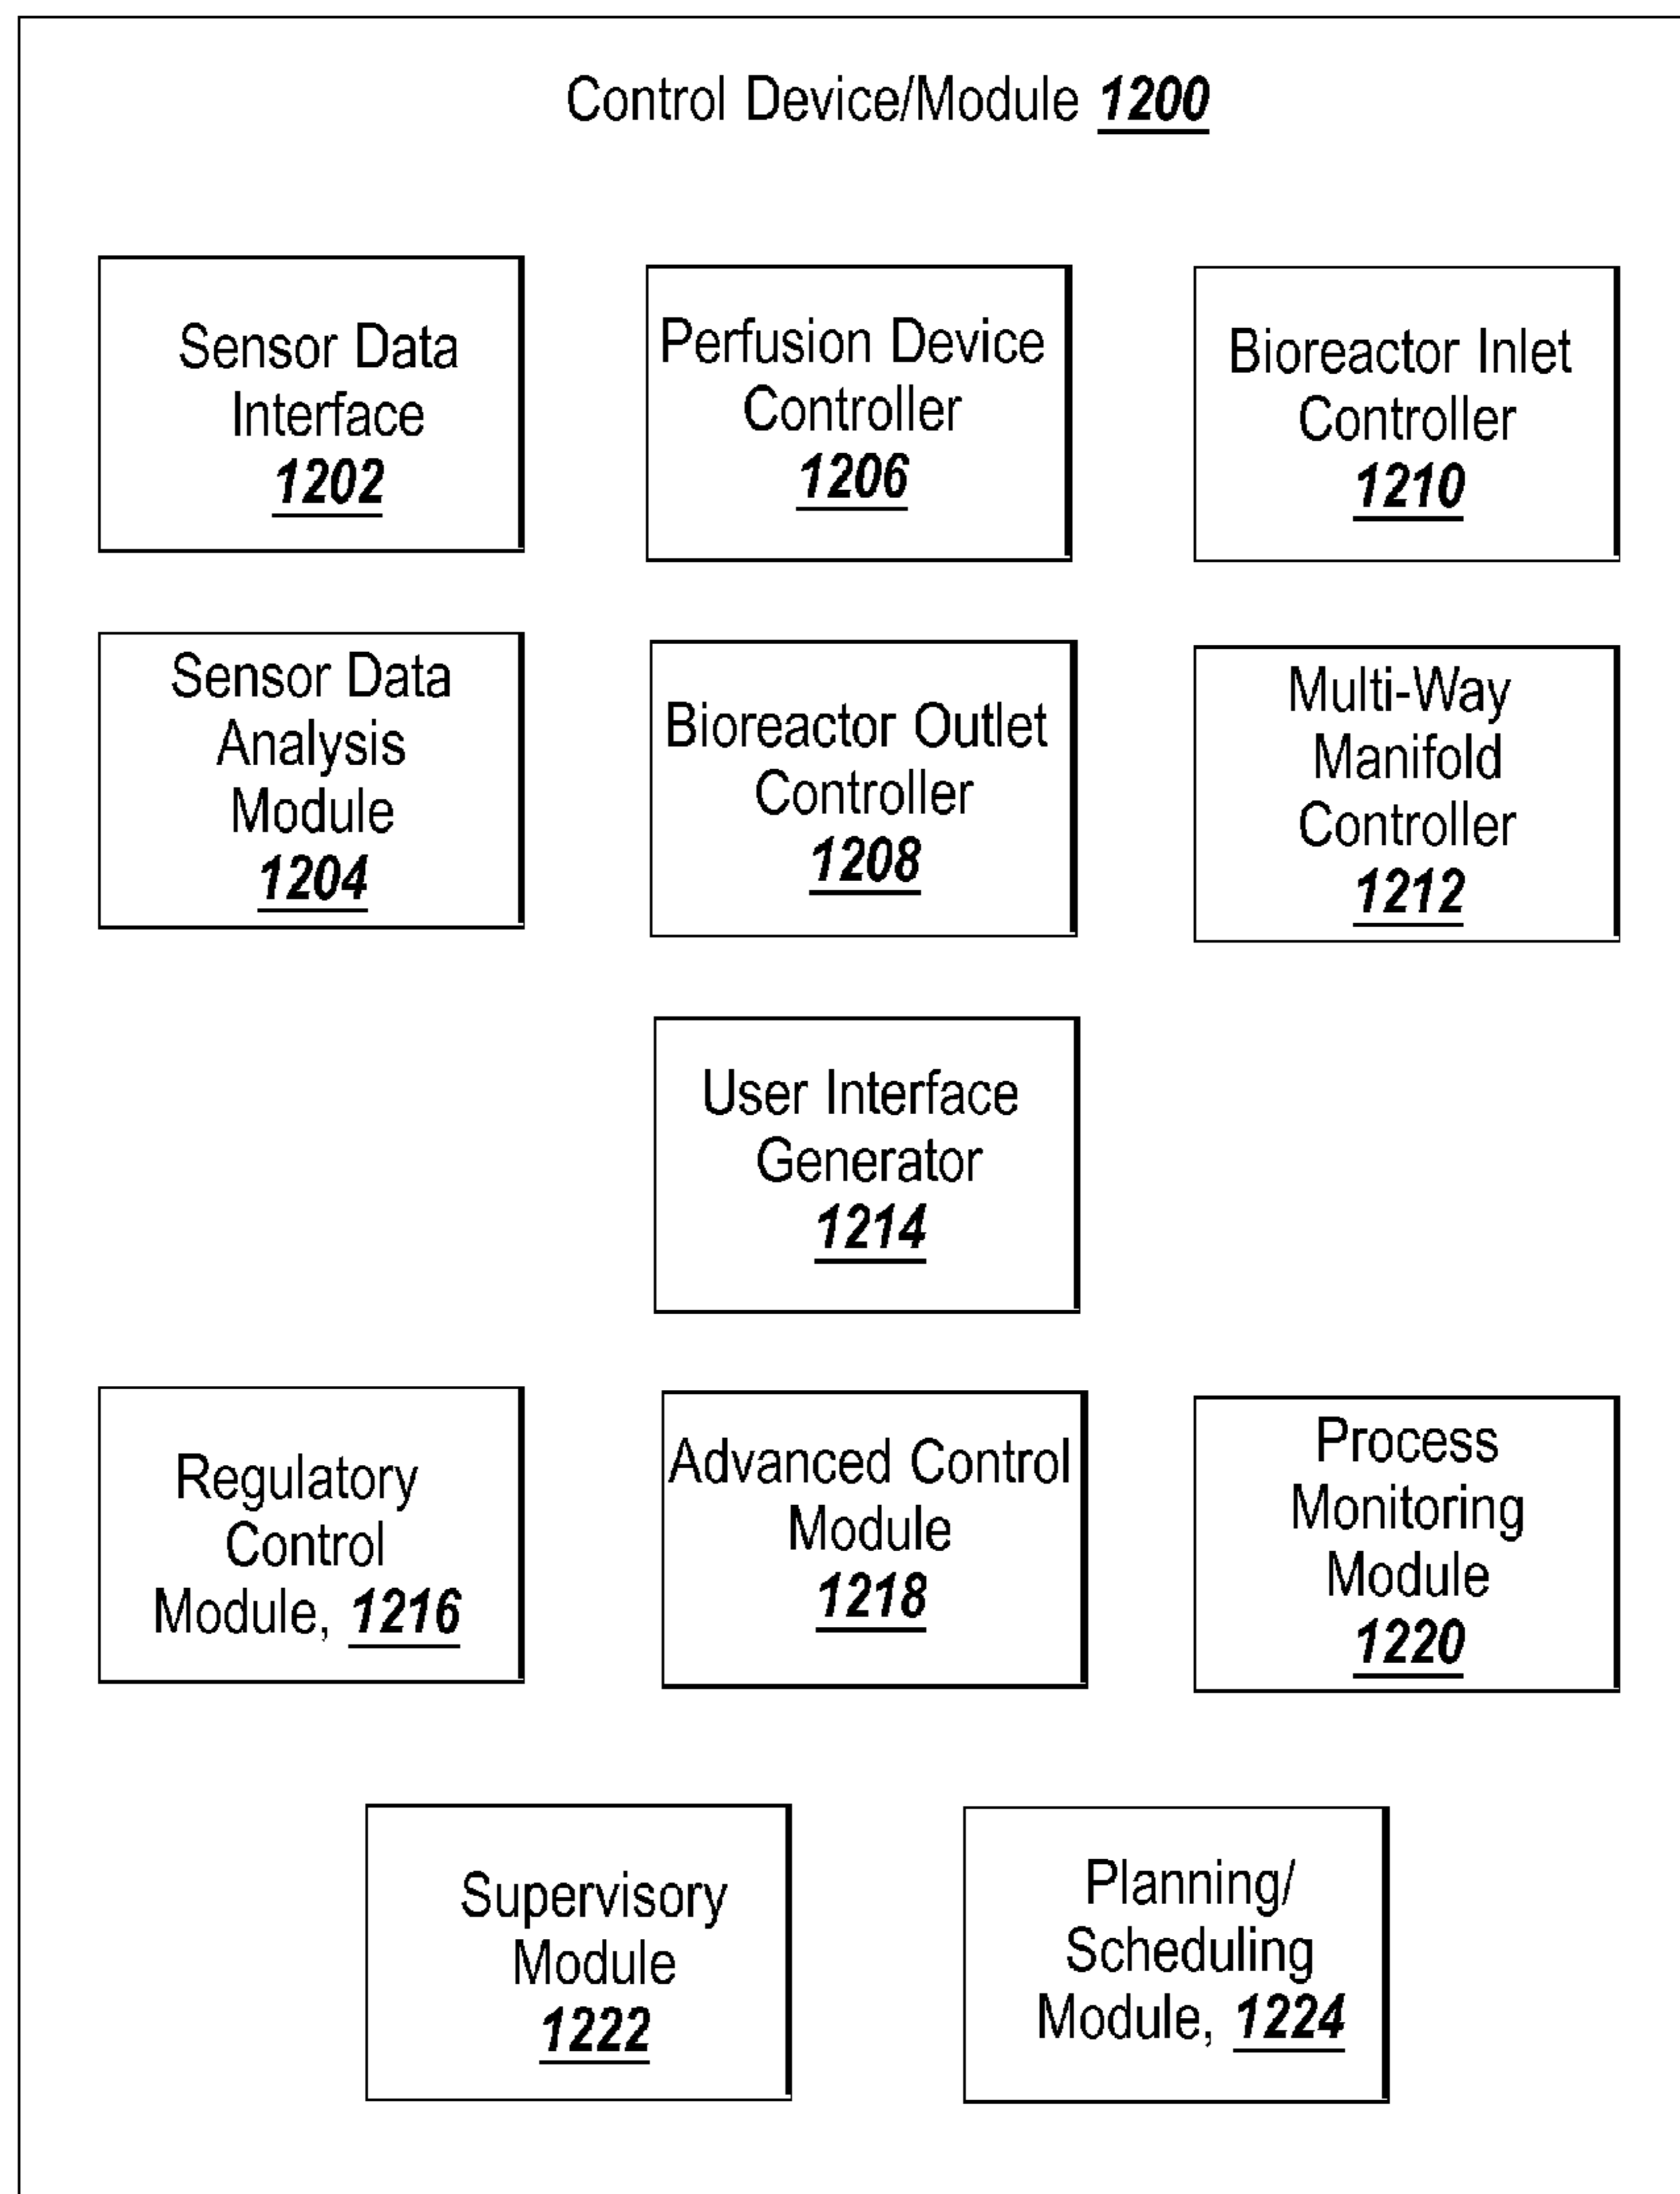 Control Device/Module 1200
Sensor Data
Interface
1202
Perfusion Device
Controller
1206
Bioreactor Inlet
Controller
1210
Sensor Data
Analysis
Module
1204
Bioreactor Outlet
Controller
1208
Multi-Way
Manifold
Controller
1212
User Interface
Generator
1214
Regulatory
Control
Module, 1216
Advanced Control
Module
1218
Process
Monitoring
Module
1220
Supervisory
Module
1222
Planning/
Scheduling
Module, 1224